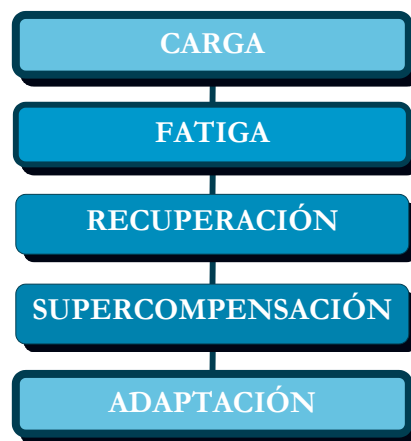 CARGA
FATIGA
RECUPERACIÓN
SUPERCOMPENSACIÓN
ADAPTACIÓN